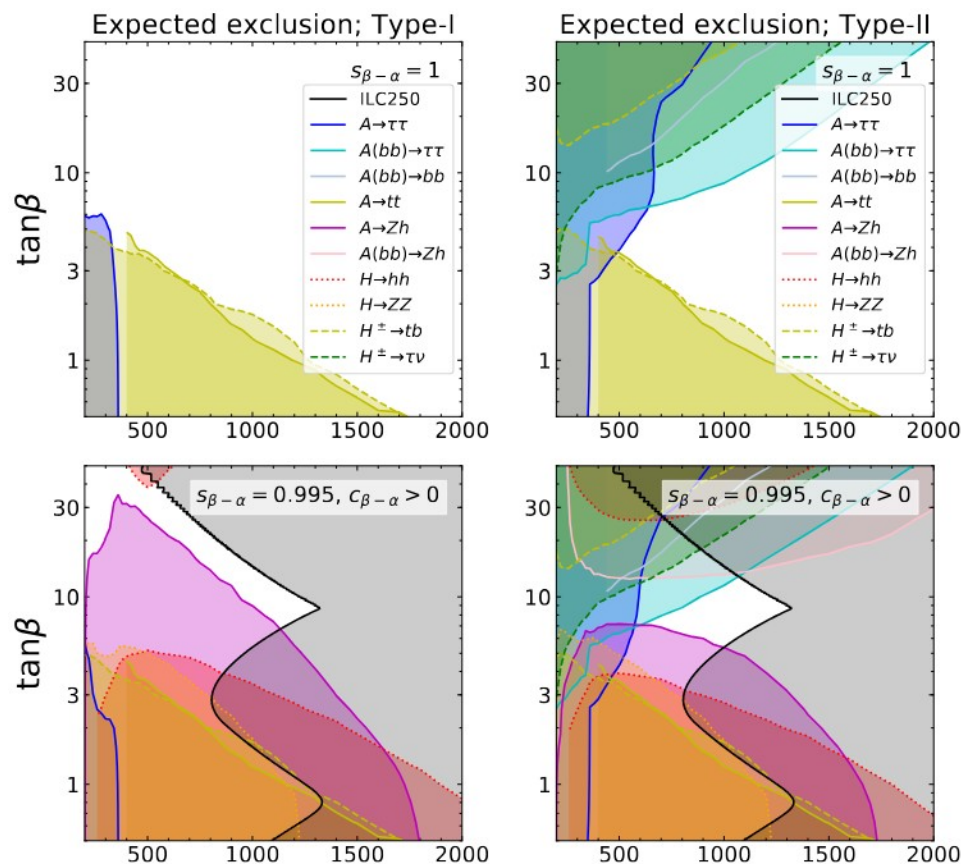 Expected exclusion; Type-I
Expected exclusion; Type-II
tanβ
30
10
3
1
s_{β−α} = 1
ILC250
A→ττ
A(bb)→ττ
A(bb)→bb
A→tt
A→Zh
A(bb)→Zh
H→hh
H→ZZ
H^±→tb
H^±→τν
500 1000 1500 2000
30
10
3
1
s_{β−α} = 1
ILC250
A→ττ
A(bb)→ττ
A(bb)→bb
A→tt
A→Zh
A(bb)→Zh
H→hh
H→ZZ
H^±→tb
H^±→τν
500 1000 1500 2000
tanβ
30
10
3
1
s_{β−α} = 0.995, c_{β−α} > 0
500 1000 1500 2000
tanβ
30
10
3
1
s_{β−α} = 0.995, c_{β−α} > 0
500 1000 1500 2000